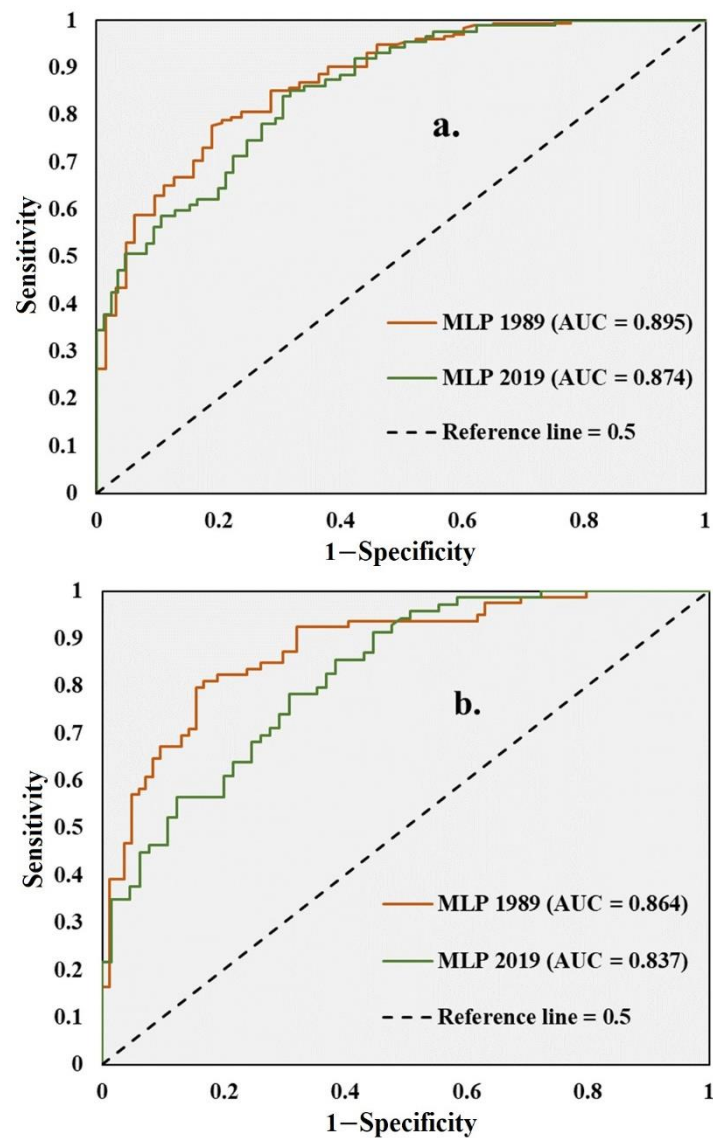 1
0.9
0.8
a.
0.7
0.6
Sensitivity
0.5
0.4
MLP 1989 (AUC = 0.895)
0.3
MLP 2019 (AUC = 0.874)
0.2
Reference line = 0.5
0.1
0
0 0.2 0.4 0.6 0.8 1
1−Specificity
1
0.9
0.8
b.
0.7
0.6
Sensitivity
0.5
0.4
MLP 1989 (AUC = 0.864)
0.3
MLP 2019 (AUC = 0.837)
0.2
Reference line = 0.5
0.1
0
0 0.2 0.4 0.6 0.8 1
1−Specificity